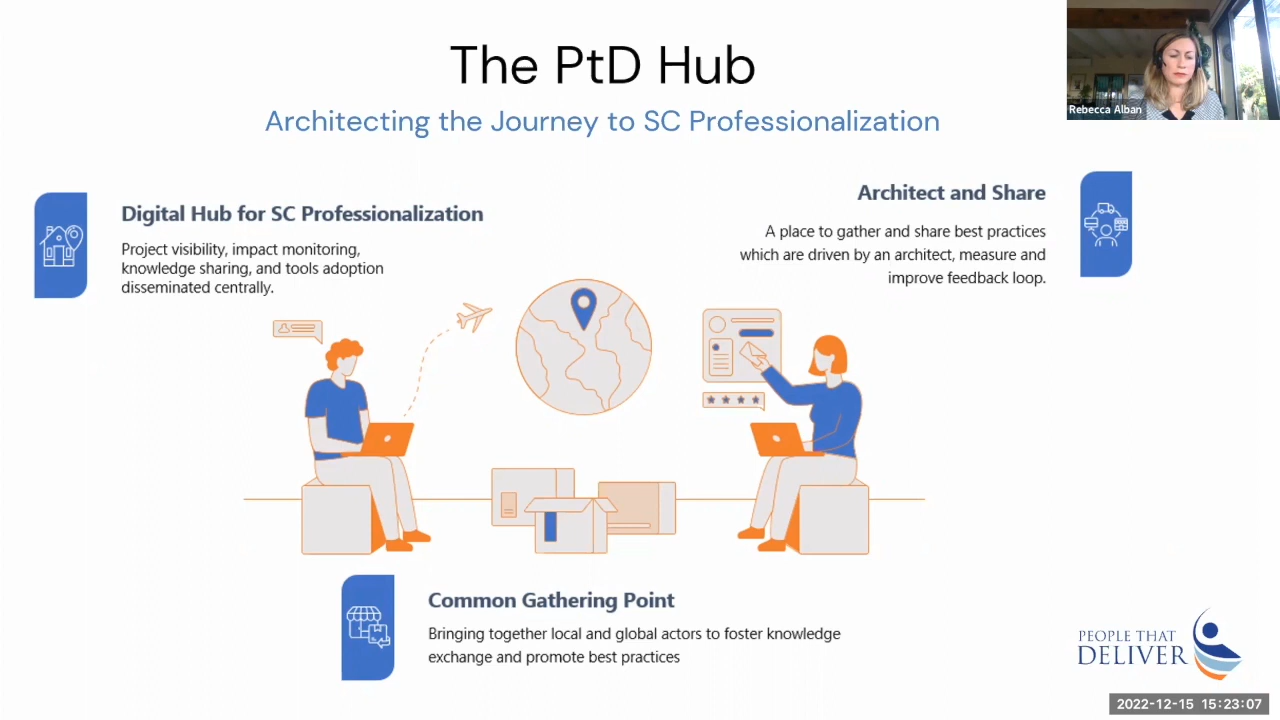 The PtD Hub
Architecting the Journey to SC Professionalization
Rebecca Alban
Digital Hub for SC Professionalization
Project visibility, impact monitoring,
knowledge sharing, and tools adoption
disseminated centrally.
Architect and Share
A place to gather and share best practices
which are driven by an architect, measure and
improve feedback loop.
Common Gathering Point
Bringing together local and global actors to foster knowledge
exchange and promote best practices
PEOPLE THAT
DELIVER
2022-12-15 15:23:07